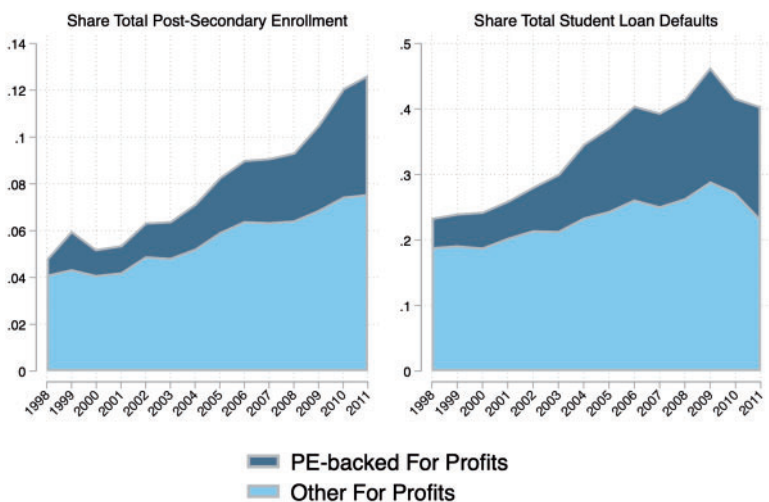 Share Total Post-Secondary Enrollment
.14
.12
.1
.08
.06
.04
.02
0
1998 1999 2000 2001 2002 2003 2004 2005 2006 2007 2008 2009 2010 2011
Share Total Student Loan Defaults
.5
.4
.3
.2
.1
0
1998 1999 2000 2001 2002 2003 2004 2005 2006 2007 2008 2009 2010 2011
PE-backed For Profits
Other For Profits